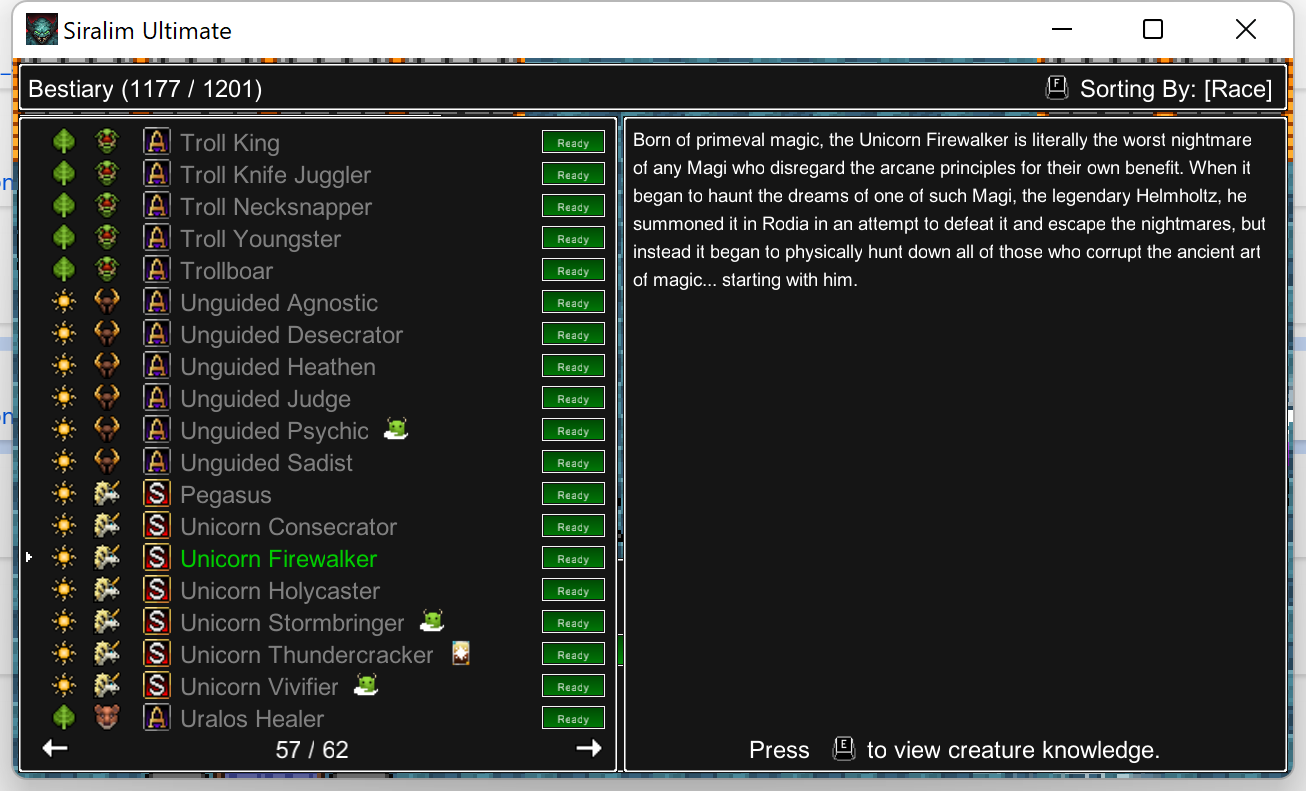 Siralim Ultimate
Bestiary (1177 / 1201)
F Sorting By: [Race]
A Troll King Ready
A Troll Knife Juggler Ready
A Troll Necksnapper Ready
A Troll Youngster Ready
A Trollboar Ready
A Unguided Agnostic Ready
A Unguided Desecrator Ready
A Unguided Heathen Ready
A Unguided Judge Ready
A Unguided Psychic Ready
A Unguided Sadist Ready
S Pegasus Ready
S Unicorn Consecrator Ready
S Unicorn Firewalker Ready
S Unicorn Holycaster Ready
S Unicorn Stormbringer Ready
S Unicorn Thundercracker Ready
S Unicorn Vivifier Ready
A Uralos Healer Ready
57 / 62
Born of primeval magic, the Unicorn Firewalker is literally the worst nightmare
of any Magi who disregard the arcane principles for their own benefit. When it
began to haunt the dreams of one of such Magi, the legendary Helmholtz, he
summoned it in Rodia in an attempt to defeat it and escape the nightmares, but
instead it began to physically hunt down all of those who corrupt the ancient art
of magic... starting with him.
Press E to view creature knowledge.